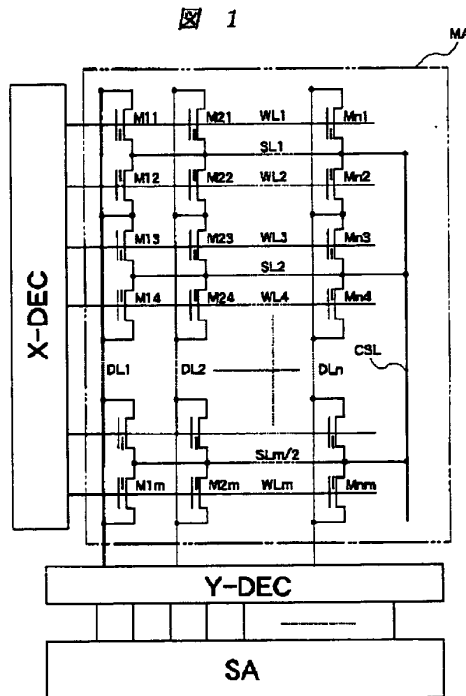 図 1
MA
M11 M21 WL1 Mn1
SL1
M12 M22 WL2 Mn2
M13 M23 WL3 Mn3
SL2
M14 M24 WL4 Mn4
X-DEC
DL1 DL2 DLn CSL
SLm/2
M1m M2m WLm Mnm
Y-DEC
SA